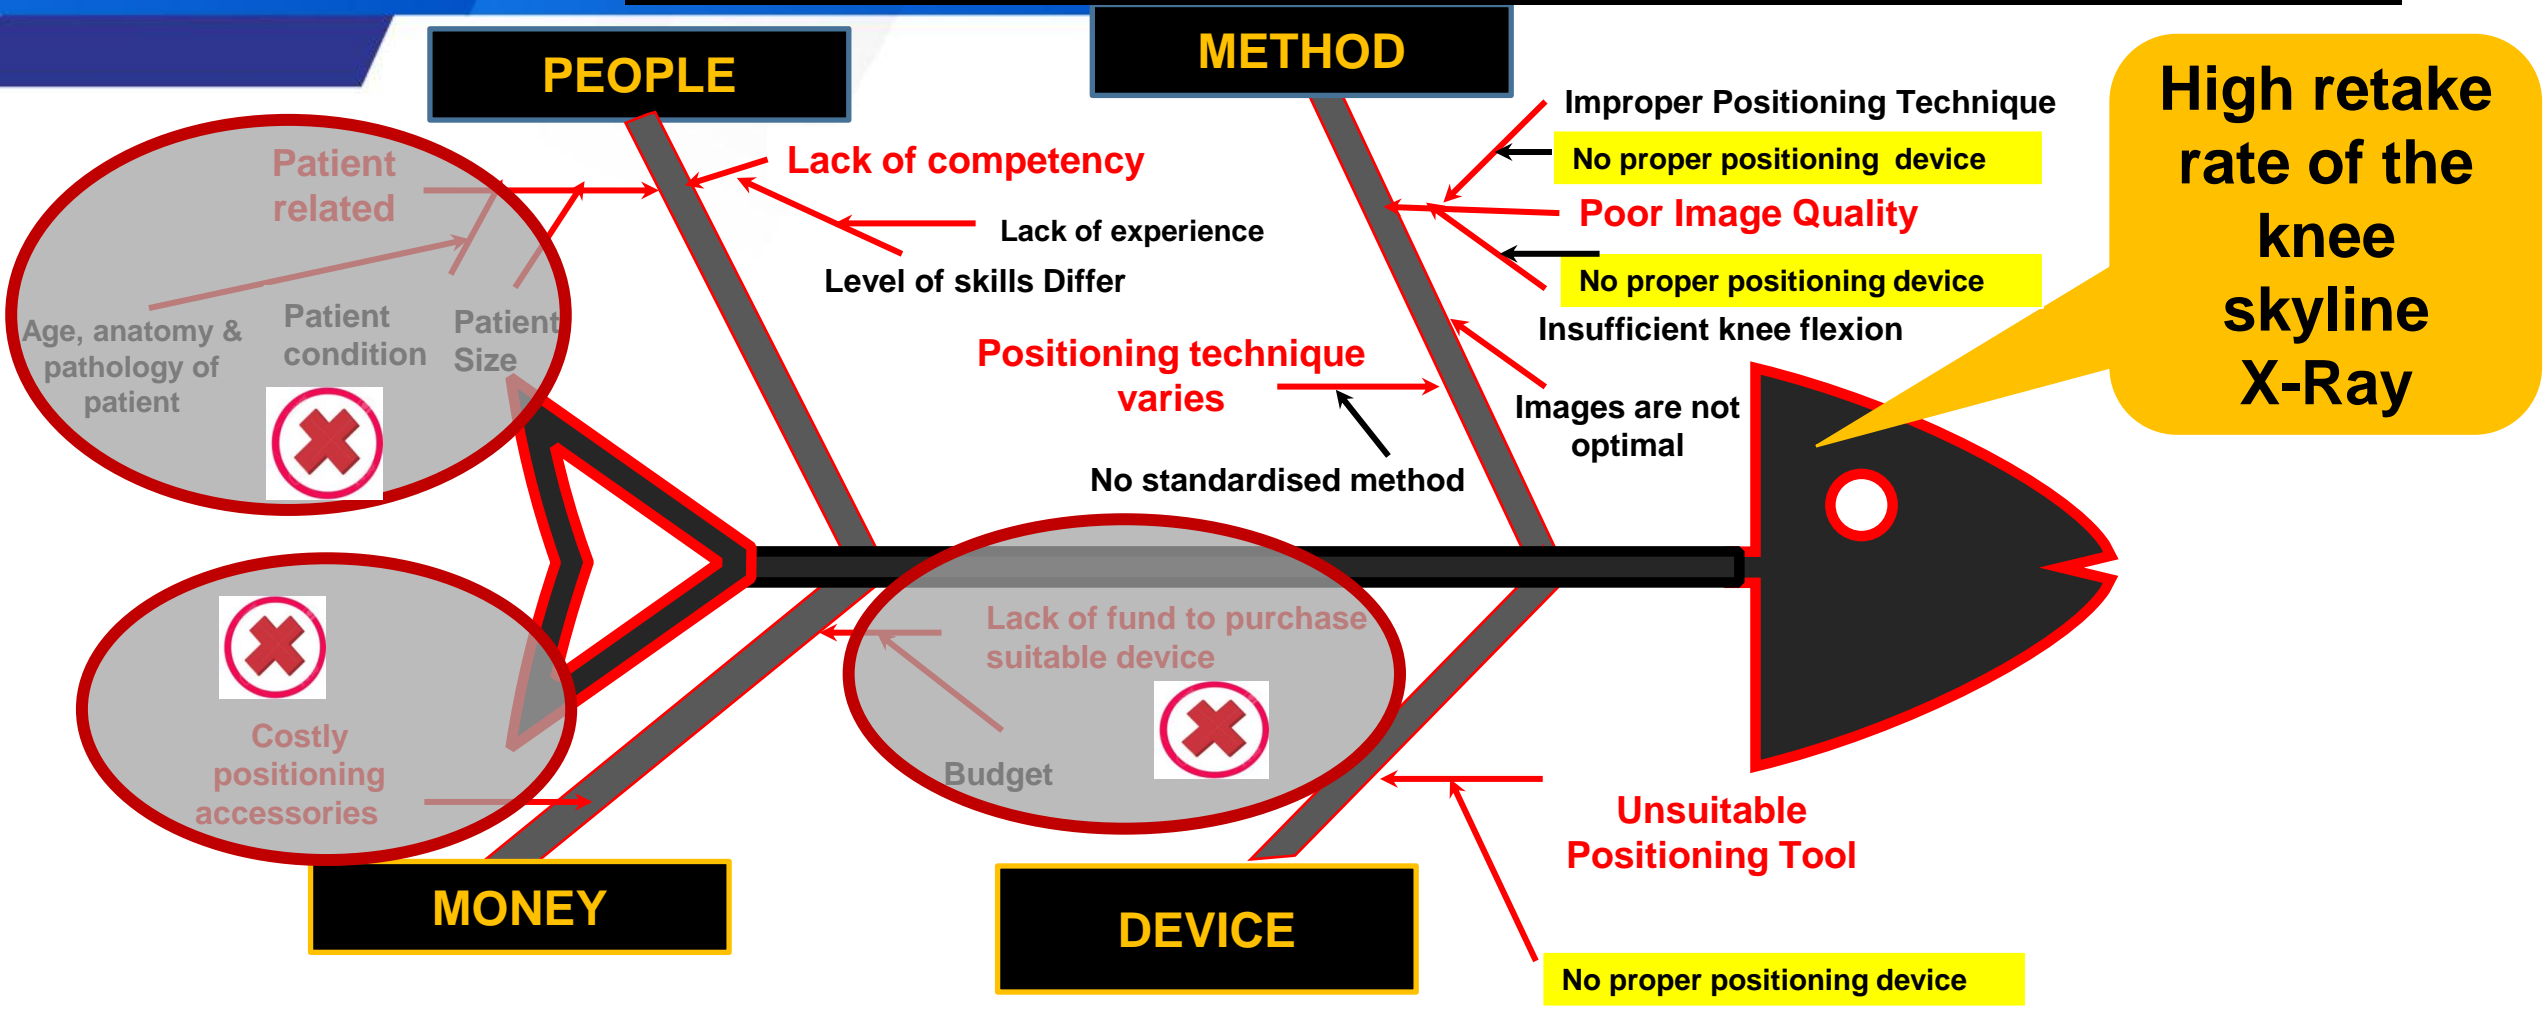 PEOPLE
METHOD
High retake
rate of the
knee
skyline
X-Ray
Patient
related
Lack of competency
Lack of experience
Level of skills Differ
Age, anatomy &
pathology of
patient
Patient
condition
Patient
Size
Improper Positioning Technique
No proper positioning device
Poor Image Quality
No proper positioning device
Insufficient knee flexion
Positioning technique
varies
No standardised method
Images are not
optimal
Costly
positioning
accessories
Lack of fund to purchase
suitable device
Budget
Unsuitable
Positioning Tool
No proper positioning device
MONEY
DEVICE